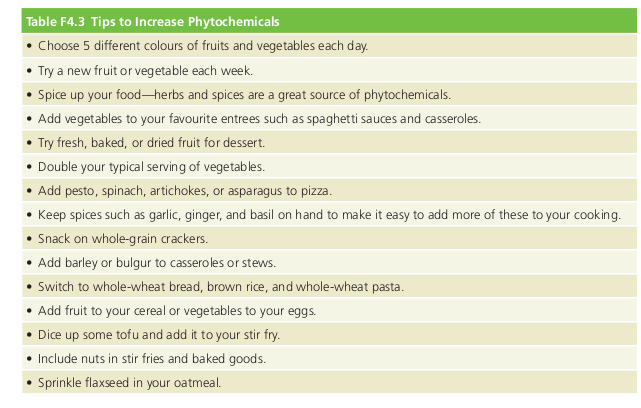 Table F4.3 Tips to Increase Phytochemicals
• Choose 5 different colours of fruits and vegetables each day.
• Try a new fruit or vegetable each week.
• Spice up your food—herbs and spices are a great source of phytochemicals.
• Add vegetables to your favourite entrees such as spaghetti sauces and casseroles.
• Try fresh, baked, or dried fruit for dessert.
• Double your typical serving of vegetables.
• Add pesto, spinach, artichokes, or asparagus to pizza.
• Keep spices such as garlic, ginger, and basil on hand to make it easy to add more of these to your cooking.
• Snack on whole-grain crackers.
• Add barley or bulgur to casseroles or stews.
• Switch to whole-wheat bread, brown rice, and whole-wheat pasta.
• Add fruit to your cereal or vegetables to your eggs.
• Dice up some tofu and add it to your stir fry.
• Include nuts in stir fries and baked goods.
• Sprinkle flaxseed in your oatmeal.